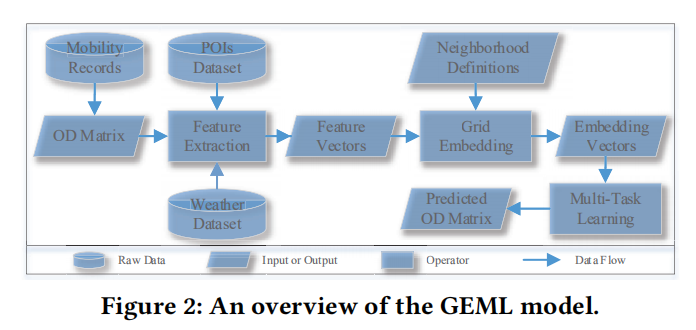 Mobility
Records
POIs
Dataset
Neighborhood
Definitions
OD Matrix
Feature
Extraction
Feature
Vectors
Grid
Embedding
Embedding
Vectors
Weather
Dataset
Predicted
OD Matrix
Multi-Task
Learning
Raw Data
Input or Output
Operator
Data Flow
Figure 2: An overview of the GEML model.